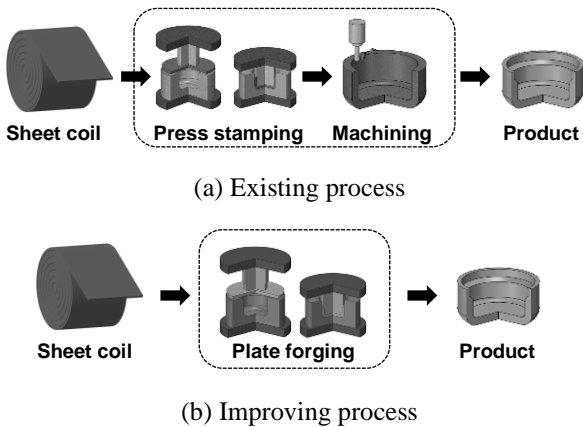 Sheet coil Press stamping Machining Product
(a) Existing process
Sheet coil Plate forging Product
(b) Improving process